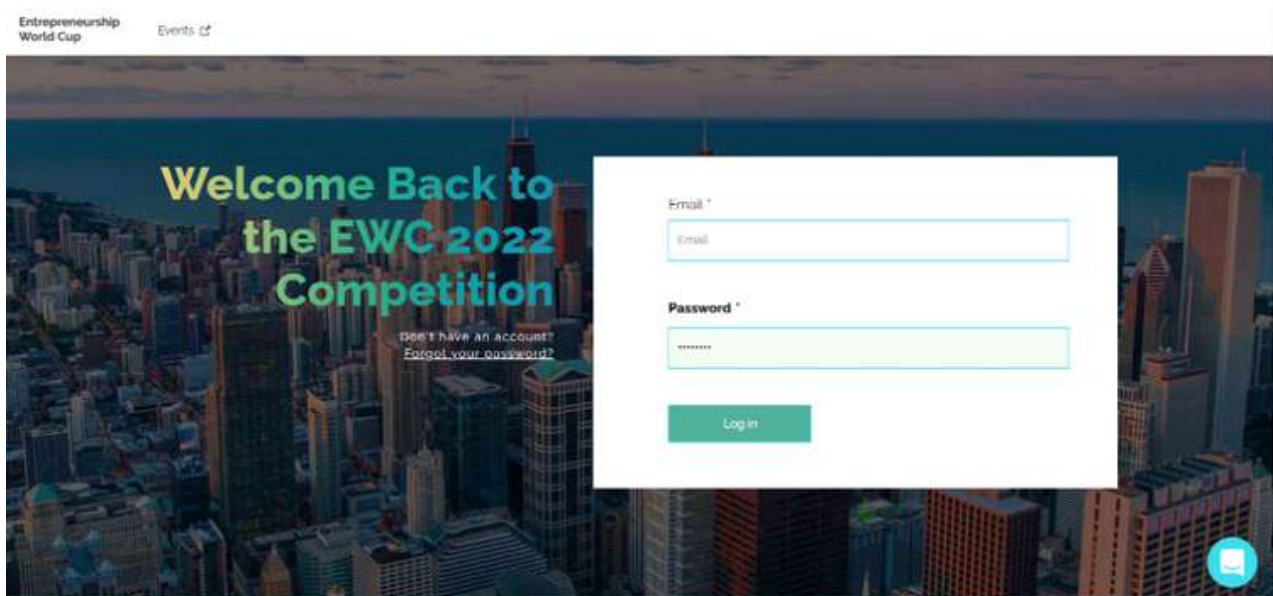 Entrepreneurship
World Cup
Events
Welcome Back to
the EWC 2022
Competition
Don't have an account?
Forgot your password?
Email *
Email
Password *
••••••••
Log in